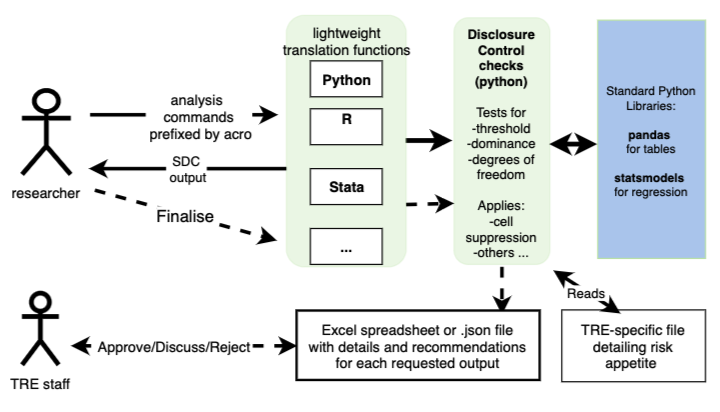 lightweight
translation functions
Python
R
Stata
...
analysis
commands
prefixed by acro
SDC
output
researcher
Finalise
Disclosure
Control
checks
(python)
Tests for
-threshold
-dominance
-degrees of
freedom
Applies:
-cell
suppression
-others ...
Standard Python
Libraries:
pandas
for tables
statsmodels
for regression
Reads
TRE staff
Approve/Discuss/Reject
Excel spreadsheet or .json file
with details and recommendations
for each requested output
TRE-specific file
detailing risk
appetite